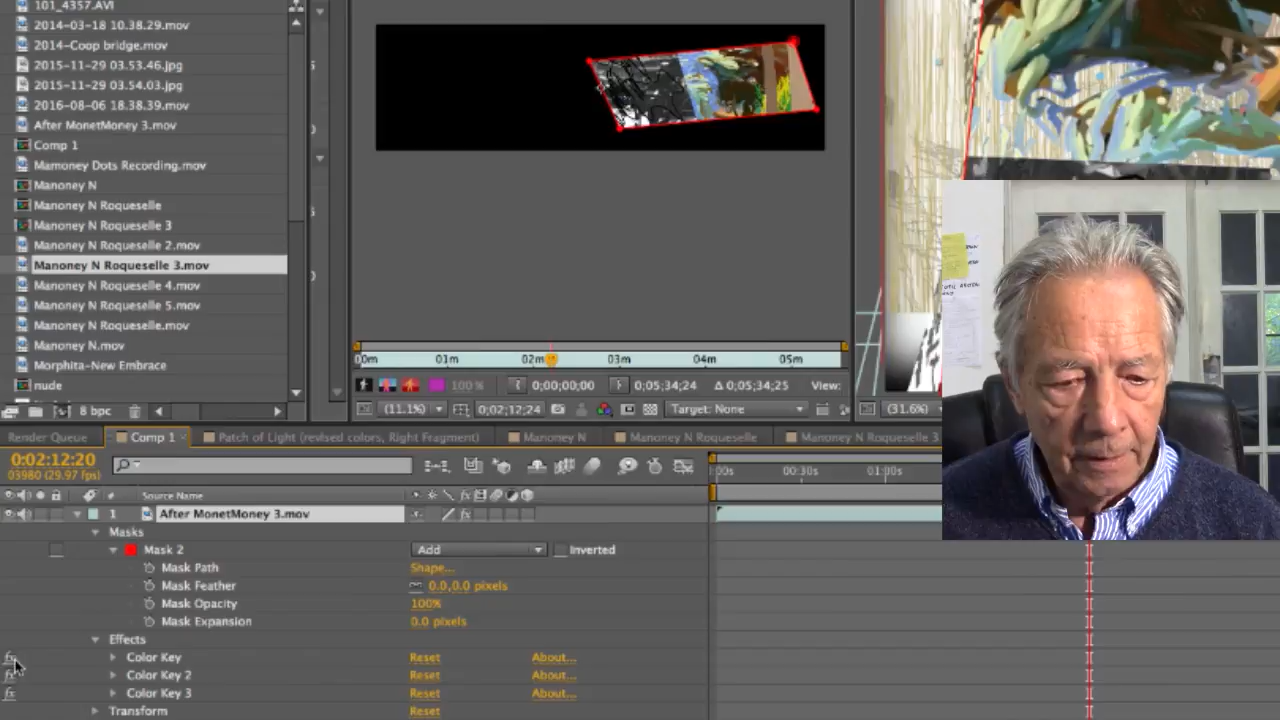 101_4357.AVI
2014-03-18 10.38.29.mov
2014-Coop bridge.mov
2015-11-29 03.53.46.jpg
2015-11-29 03.54.03.jpg
2016-08-06 18.38.39.mov
After MonetMoney 3.mov
Comp 1
Mamoney Dots Recording.mov
Manoney N
Manoney N Roqueselle
Manoney N Roqueselle 3
Manoney N Roqueselle 2.mov
Manoney N Roqueselle 3.mov
Manoney N Roqueselle 4.mov
Manoney N Roqueselle 5.mov
Manoney N Roqueselle.mov
Manoney N.mov
Morphita-New Embrace
nude
8 bpc
00m 01m 02m 03m 04m 05m
100 % 0;00;00;00 0;05;34;24 Δ 0;05;34;25 View:
(11.1%) 0;02;12;24 Target: None (31.6%)
Render Queue Comp 1 Patch of Light (revised colors, Right Fragment) Manoney N Manoney N Roqueselle Manoney N Roqueselle 3
0:02:12:20
03980 (29.97 fps)
:00s 00:30s 01:00s
# Source Name fx
1 After MonetMoney 3.mov fx
Masks
Mask 2 Add Inverted
Mask Path Shape...
Mask Feather 0.0,0.0 pixels
Mask Opacity 100%
Mask Expansion 0.0 pixels
Effects
fx Color Key Reset About...
fx Color Key 2 Reset About...
fx Color Key 3 Reset About...
Transform Reset